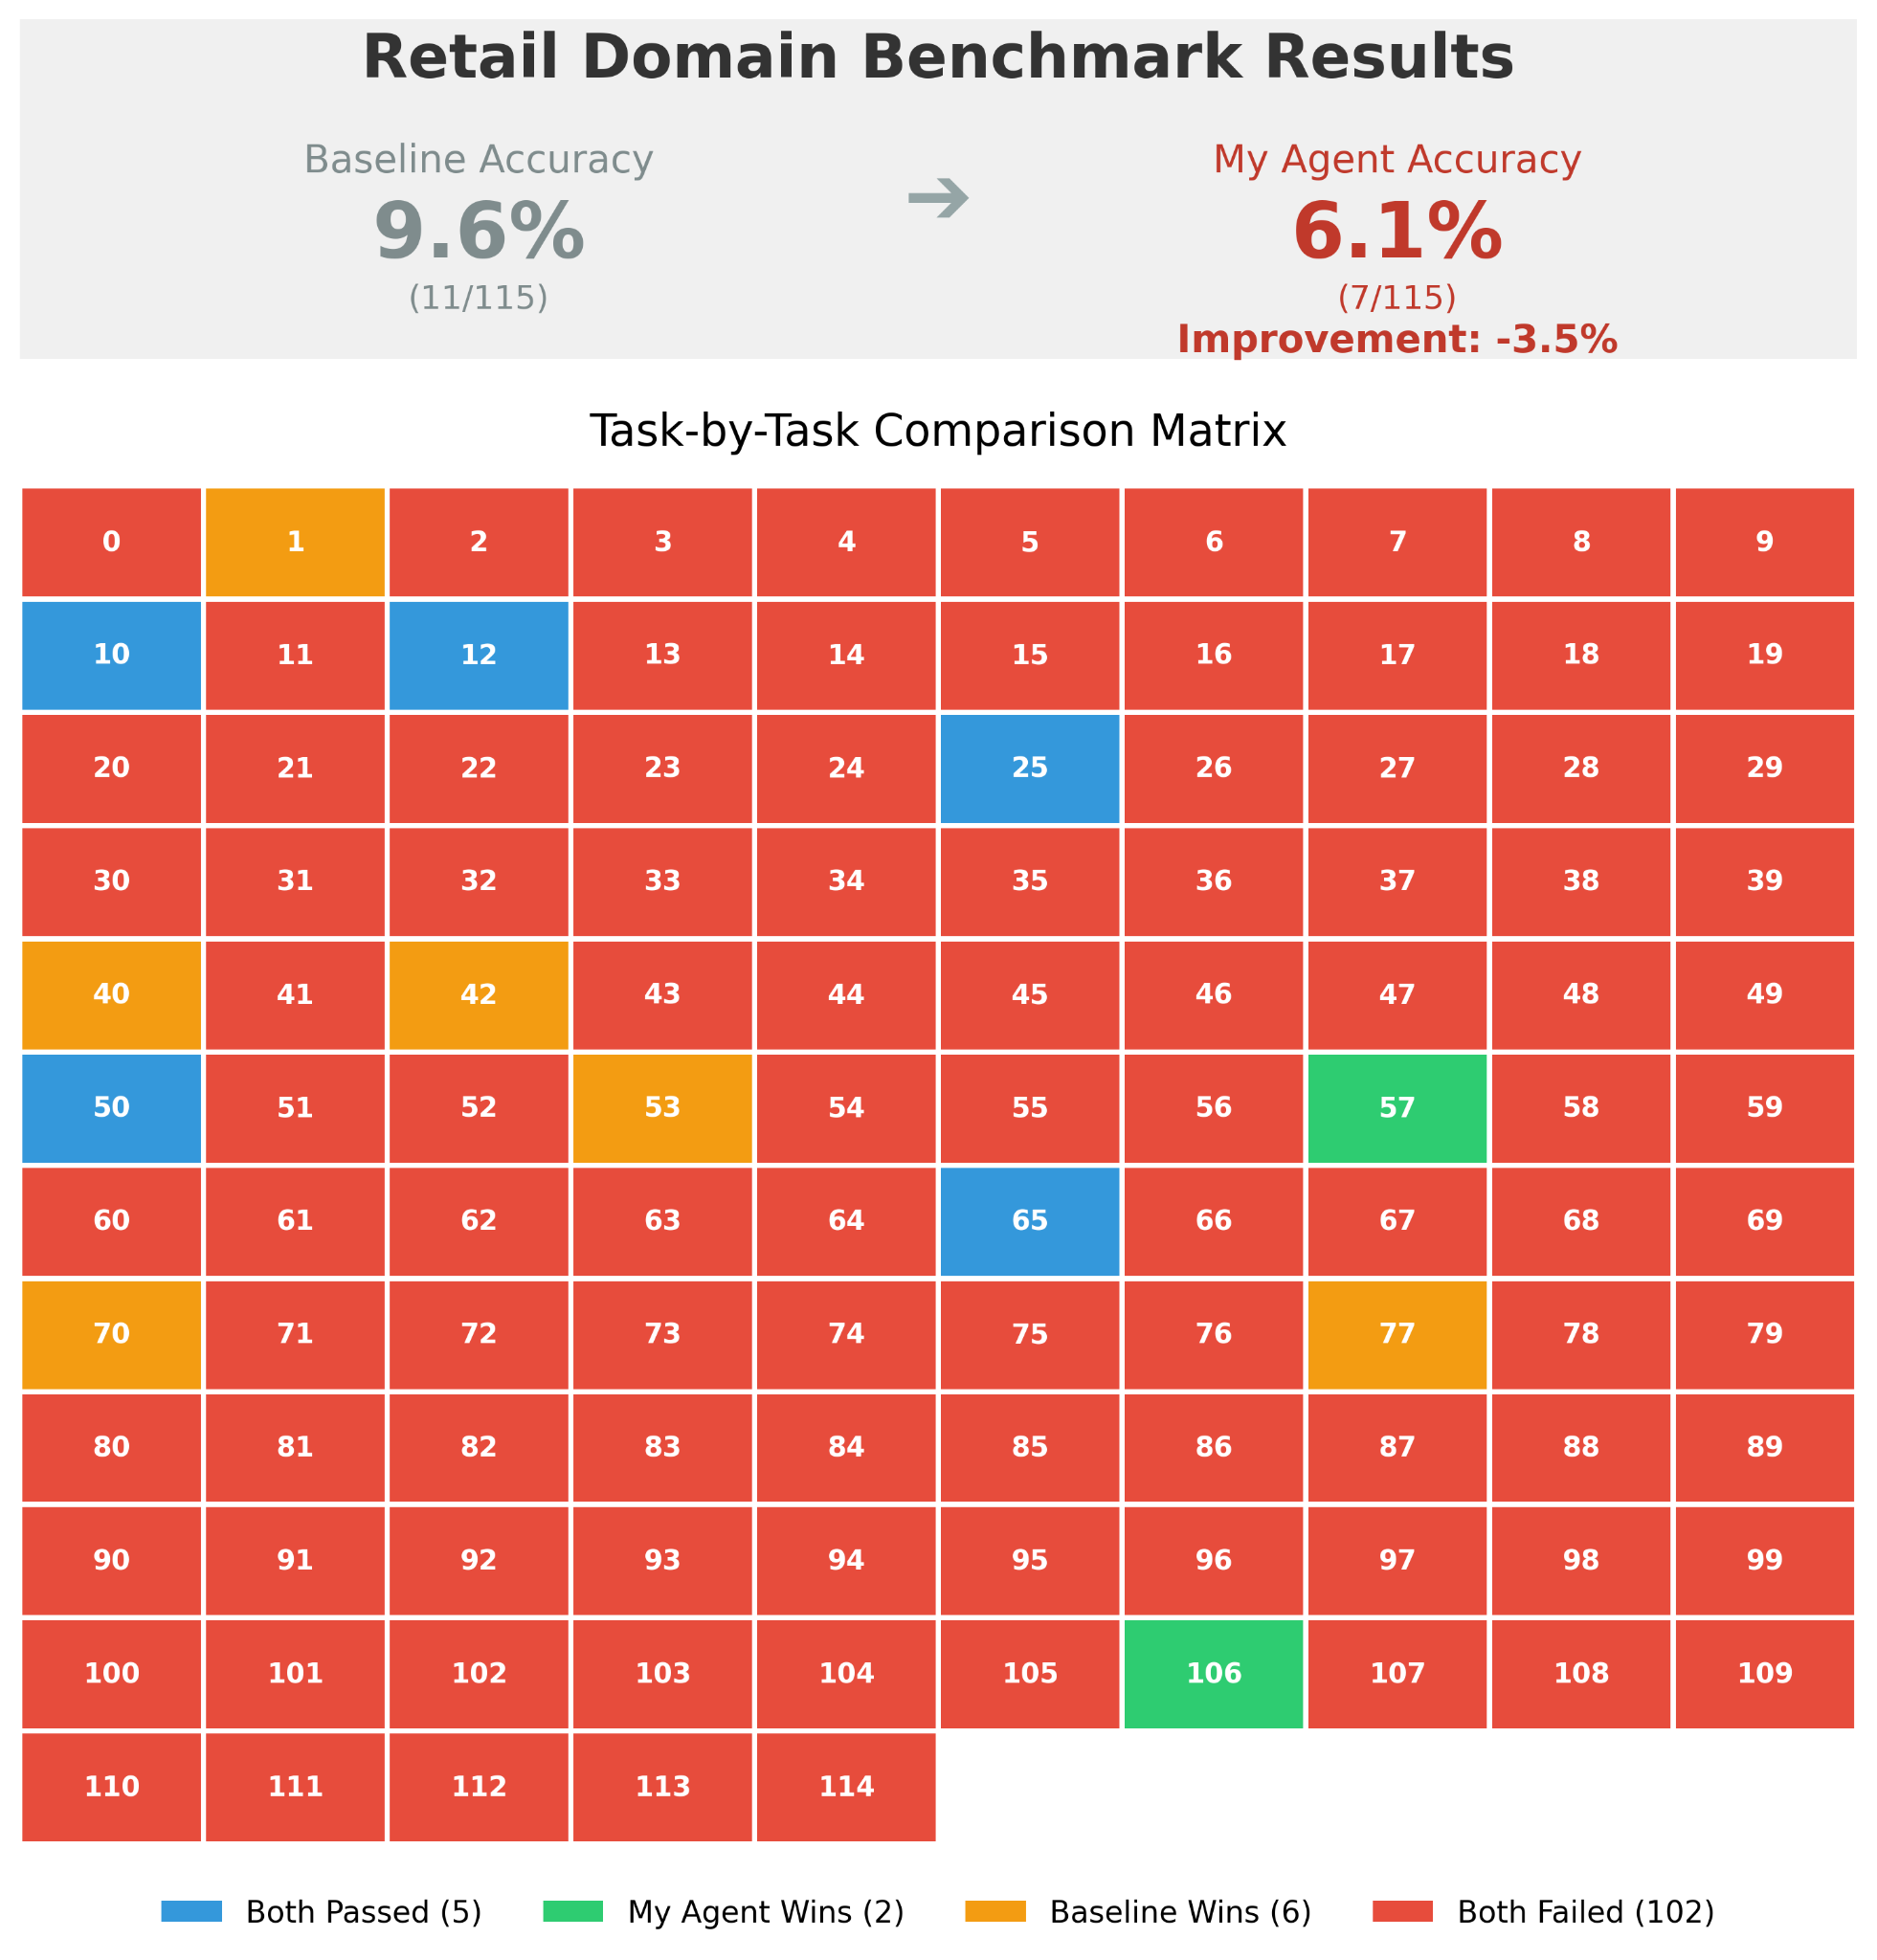 Retail Domain Benchmark Results
Baseline Accuracy
9.6%
(11/115)
➔
My Agent Accuracy
6.1%
(7/115)
Improvement: -3.5%
Task-by-Task Comparison Matrix
0 1 2 3 4 5 6 7 8 9
10 11 12 13 14 15 16 17 18 19
20 21 22 23 24 25 26 27 28 29
30 31 32 33 34 35 36 37 38 39
40 41 42 43 44 45 46 47 48 49
50 51 52 53 54 55 56 57 58 59
60 61 62 63 64 65 66 67 68 69
70 71 72 73 74 75 76 77 78 79
80 81 82 83 84 85 86 87 88 89
90 91 92 93 94 95 96 97 98 99
100 101 102 103 104 105 106 107 108 109
110 111 112 113 114
Both Passed (5) My Agent Wins (2) Baseline Wins (6) Both Failed (102)